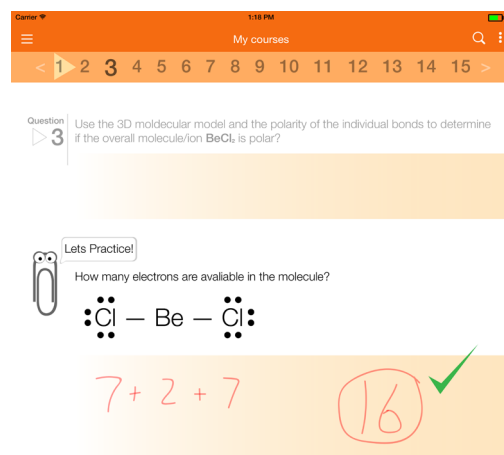 Carrier 1:18 PM
My courses
< 1 2 3 4 5 6 7 8 9 10 11 12 13 14 15 >
Question 3
Use the 3D moldecular model and the polarity of the individual bonds to determine
if the overall molecule/ion BeCl₂ is polar?
Lets Practice!
How many electrons are avaliable in the molecule?
Cl — Be — Cl
7 + 2 + 7 16